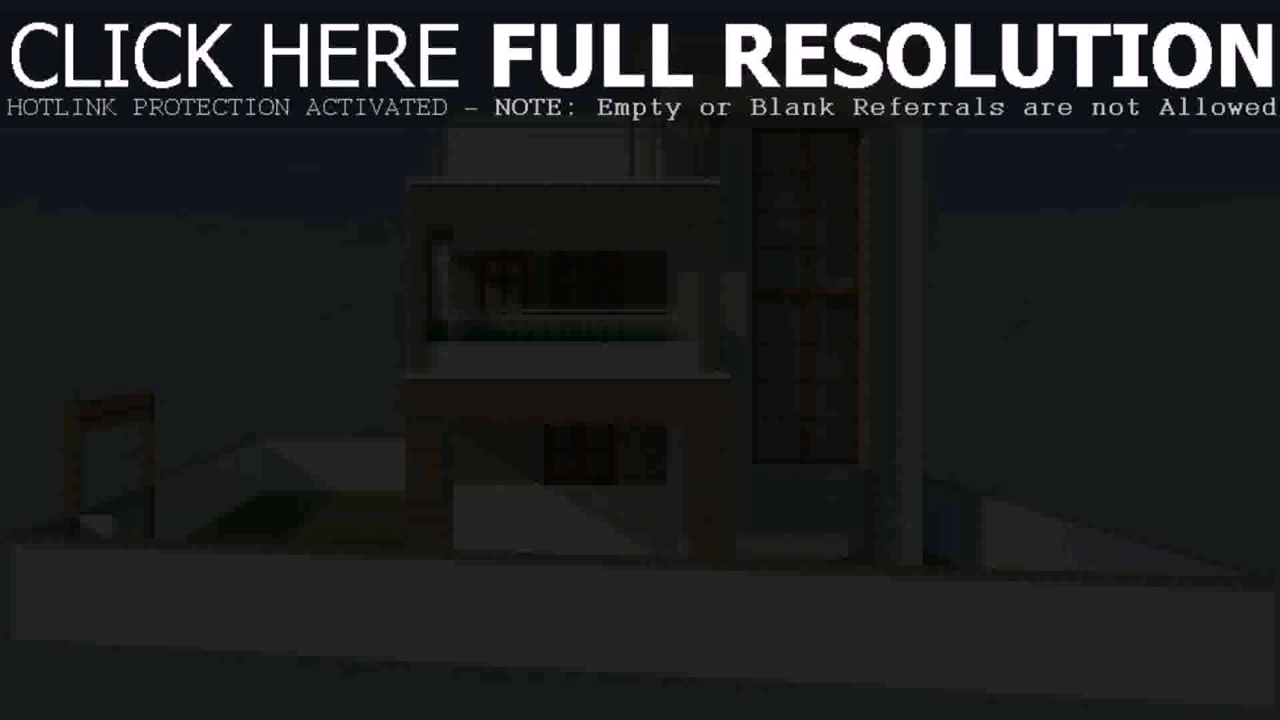 CLICK HERE FULL RESOLUTION
HOTLINK PROTECTION ACTIVATED – NOTE: Empty or Blank Referrals are not Allowed